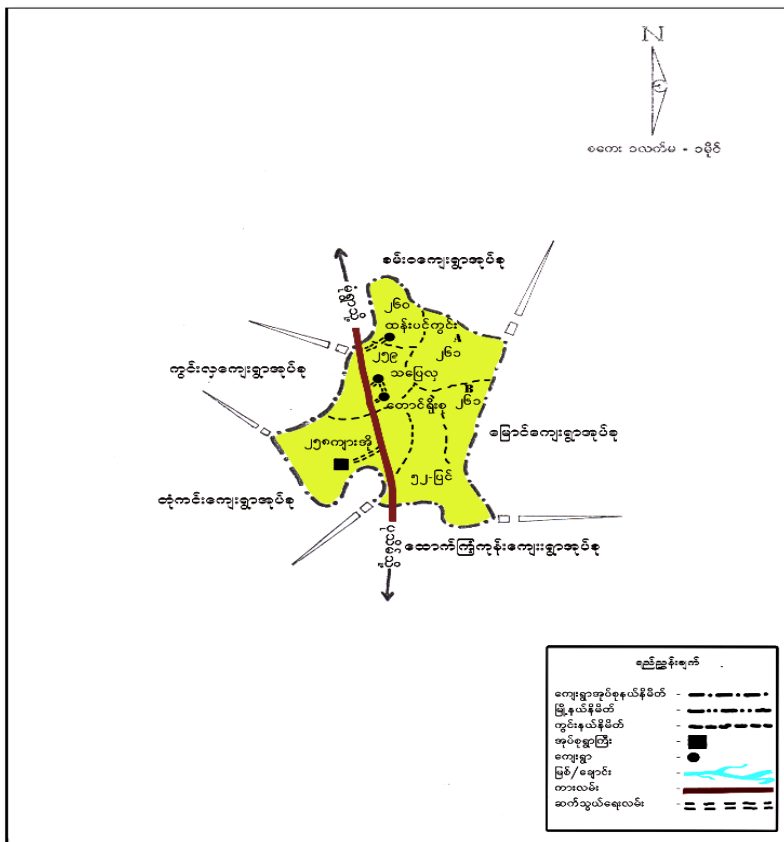 N
စကေး ၁လက်မ - ၁မိုင်
စမ်းဝကျေးရွာအုပ်စု
၂၆၀
ထန်းပင်ကွင်း
A
၂၆၁
၂၅၉
သပြေလှ
ကွင်းလှကျေးရွာအုပ်စု
B
၂၆၁
တောင်ရှိုးစု
မြောင်ကျေးရွာအုပ်စု
၂၅၈ကျားအို
၅၂-ပြင်
တုံကင်းကျေးရွာအုပ်စု
ထောက်ကြံ့ကုန်းကျေးရွာအုပ်စု
ရည်ညွှန်းချက်
ကျေးရွာအုပ်စုနယ်နိမိတ် -
မြို့နယ်နိမိတ် -
ကွင်းနယ်နိမိတ် -
အုပ်စုရွာကြီး -
ကျေးရွာ -
မြစ်/ချောင်း -
ကားလမ်း -
ဆက်သွယ်ရေးလမ်း -